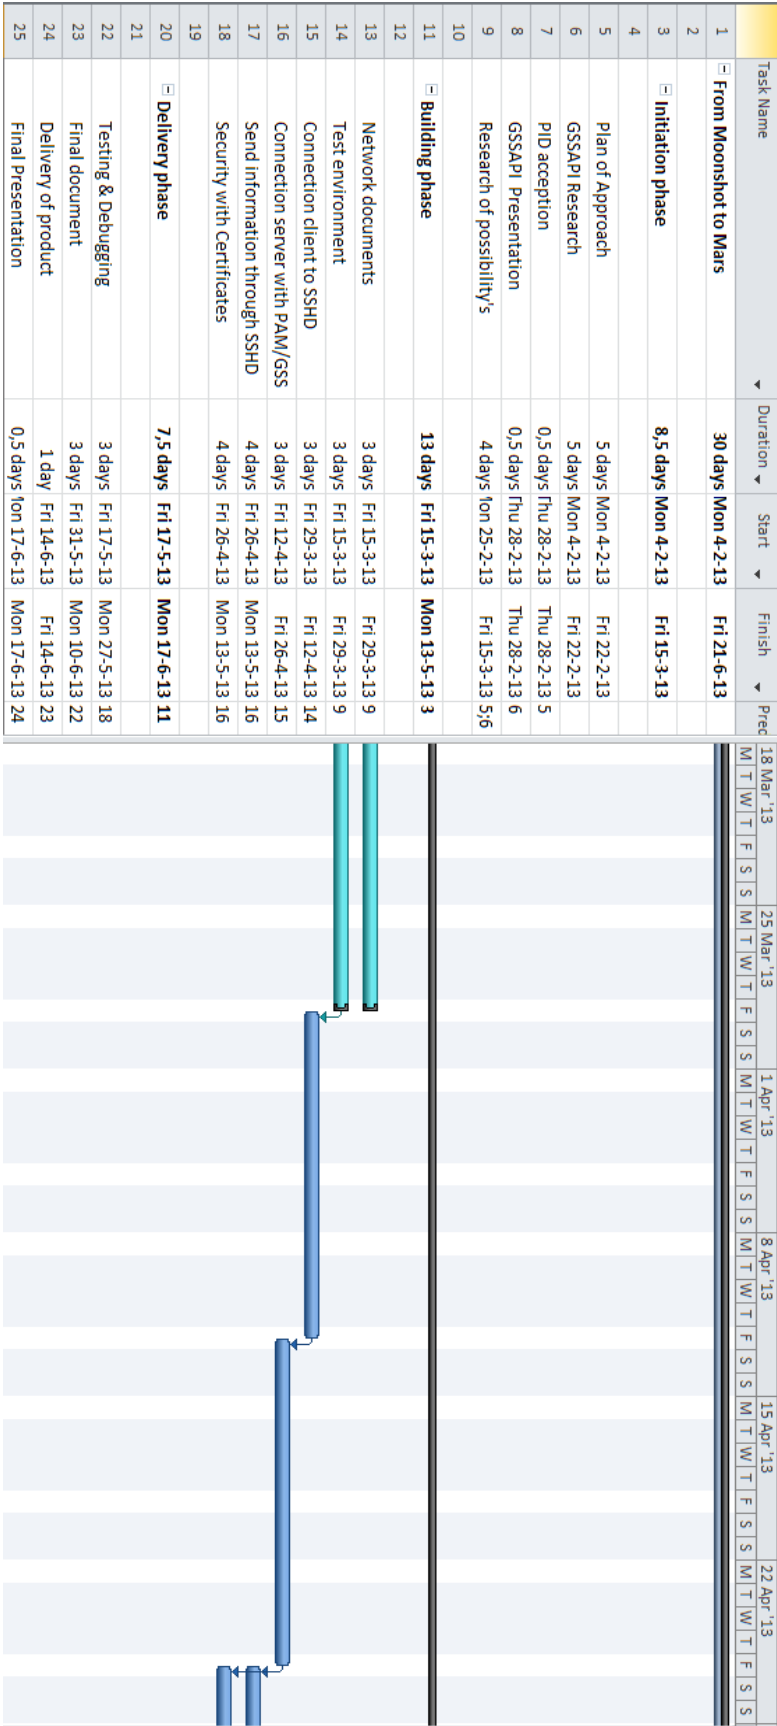 Task Name Duration Start Finish Prec
1 From Moonshot to Mars 30 days Mon 4-2-13 Fri 21-6-13
2
3 Initiation phase 8,5 days Mon 4-2-13 Fri 15-3-13
4
5 Plan of Approach 5 days Mon 4-2-13 Fri 22-2-13
6 GSSAPI Research 5 days Mon 4-2-13 Fri 22-2-13
7 PID acception 0,5 days Thu 28-2-13 Thu 28-2-13 5
8 GSSAPI Presentation 0,5 days Thu 28-2-13 Thu 28-2-13 6
9 Research of possibility's 4 days Mon 25-2-13 Fri 15-3-13 5;6
10
11 Building phase 13 days Fri 15-3-13 Mon 13-5-13 3
12
13 Network documents 3 days Fri 15-3-13 Fri 29-3-13 9
14 Test environment 3 days Fri 15-3-13 Fri 29-3-13 9
15 Connection client to SSHD 3 days Fri 29-3-13 Fri 12-4-13 14
16 Connection server with PAM/GSS 3 days Fri 12-4-13 Fri 26-4-13 15
17 Send information through SSHD 4 days Fri 26-4-13 Mon 13-5-13 16
18 Security with Certificates 4 days Fri 26-4-13 Mon 13-5-13 16
19
20 Delivery phase 7,5 days Fri 17-5-13 Mon 17-6-13 11
21
22 Testing & Debugging 3 days Fri 17-5-13 Mon 27-5-13 18
23 Final document 3 days Fri 31-5-13 Mon 10-6-13 22
24 Delivery of product 1 day Fri 14-6-13 Fri 14-6-13 23
25 Final Presentation 0,5 days Mon 17-6-13 Mon 17-6-13 24
18 Mar '13 25 Mar '13 1 Apr '13 8 Apr '13 15 Apr '13 22 Apr '13
M T W T F S S M T W T F S S M T W T F S S M T W T F S S M T W T F S S M T W T F S S